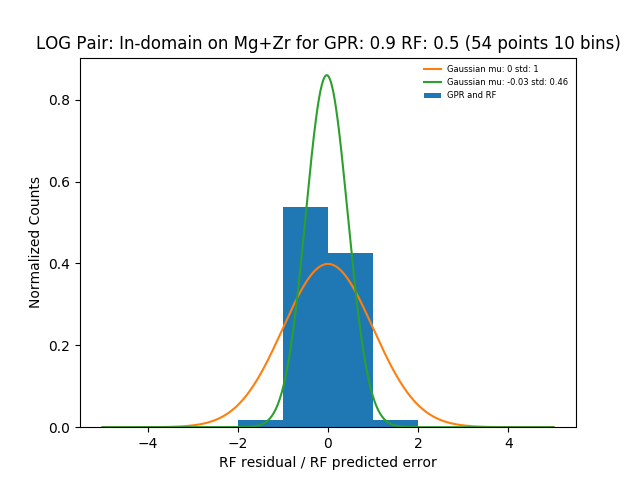 LOG Pair: In-domain on Mg+Zr for GPR: 0.9 RF: 0.5 (54 points 10 bins)
Gaussian mu: 0 std: 1
Gaussian mu: -0.03 std: 0.46
GPR and RF
Normalized Counts
0.8
0.6
0.4
0.2
0.0
−4
−2
0
2
4
RF residual / RF predicted error